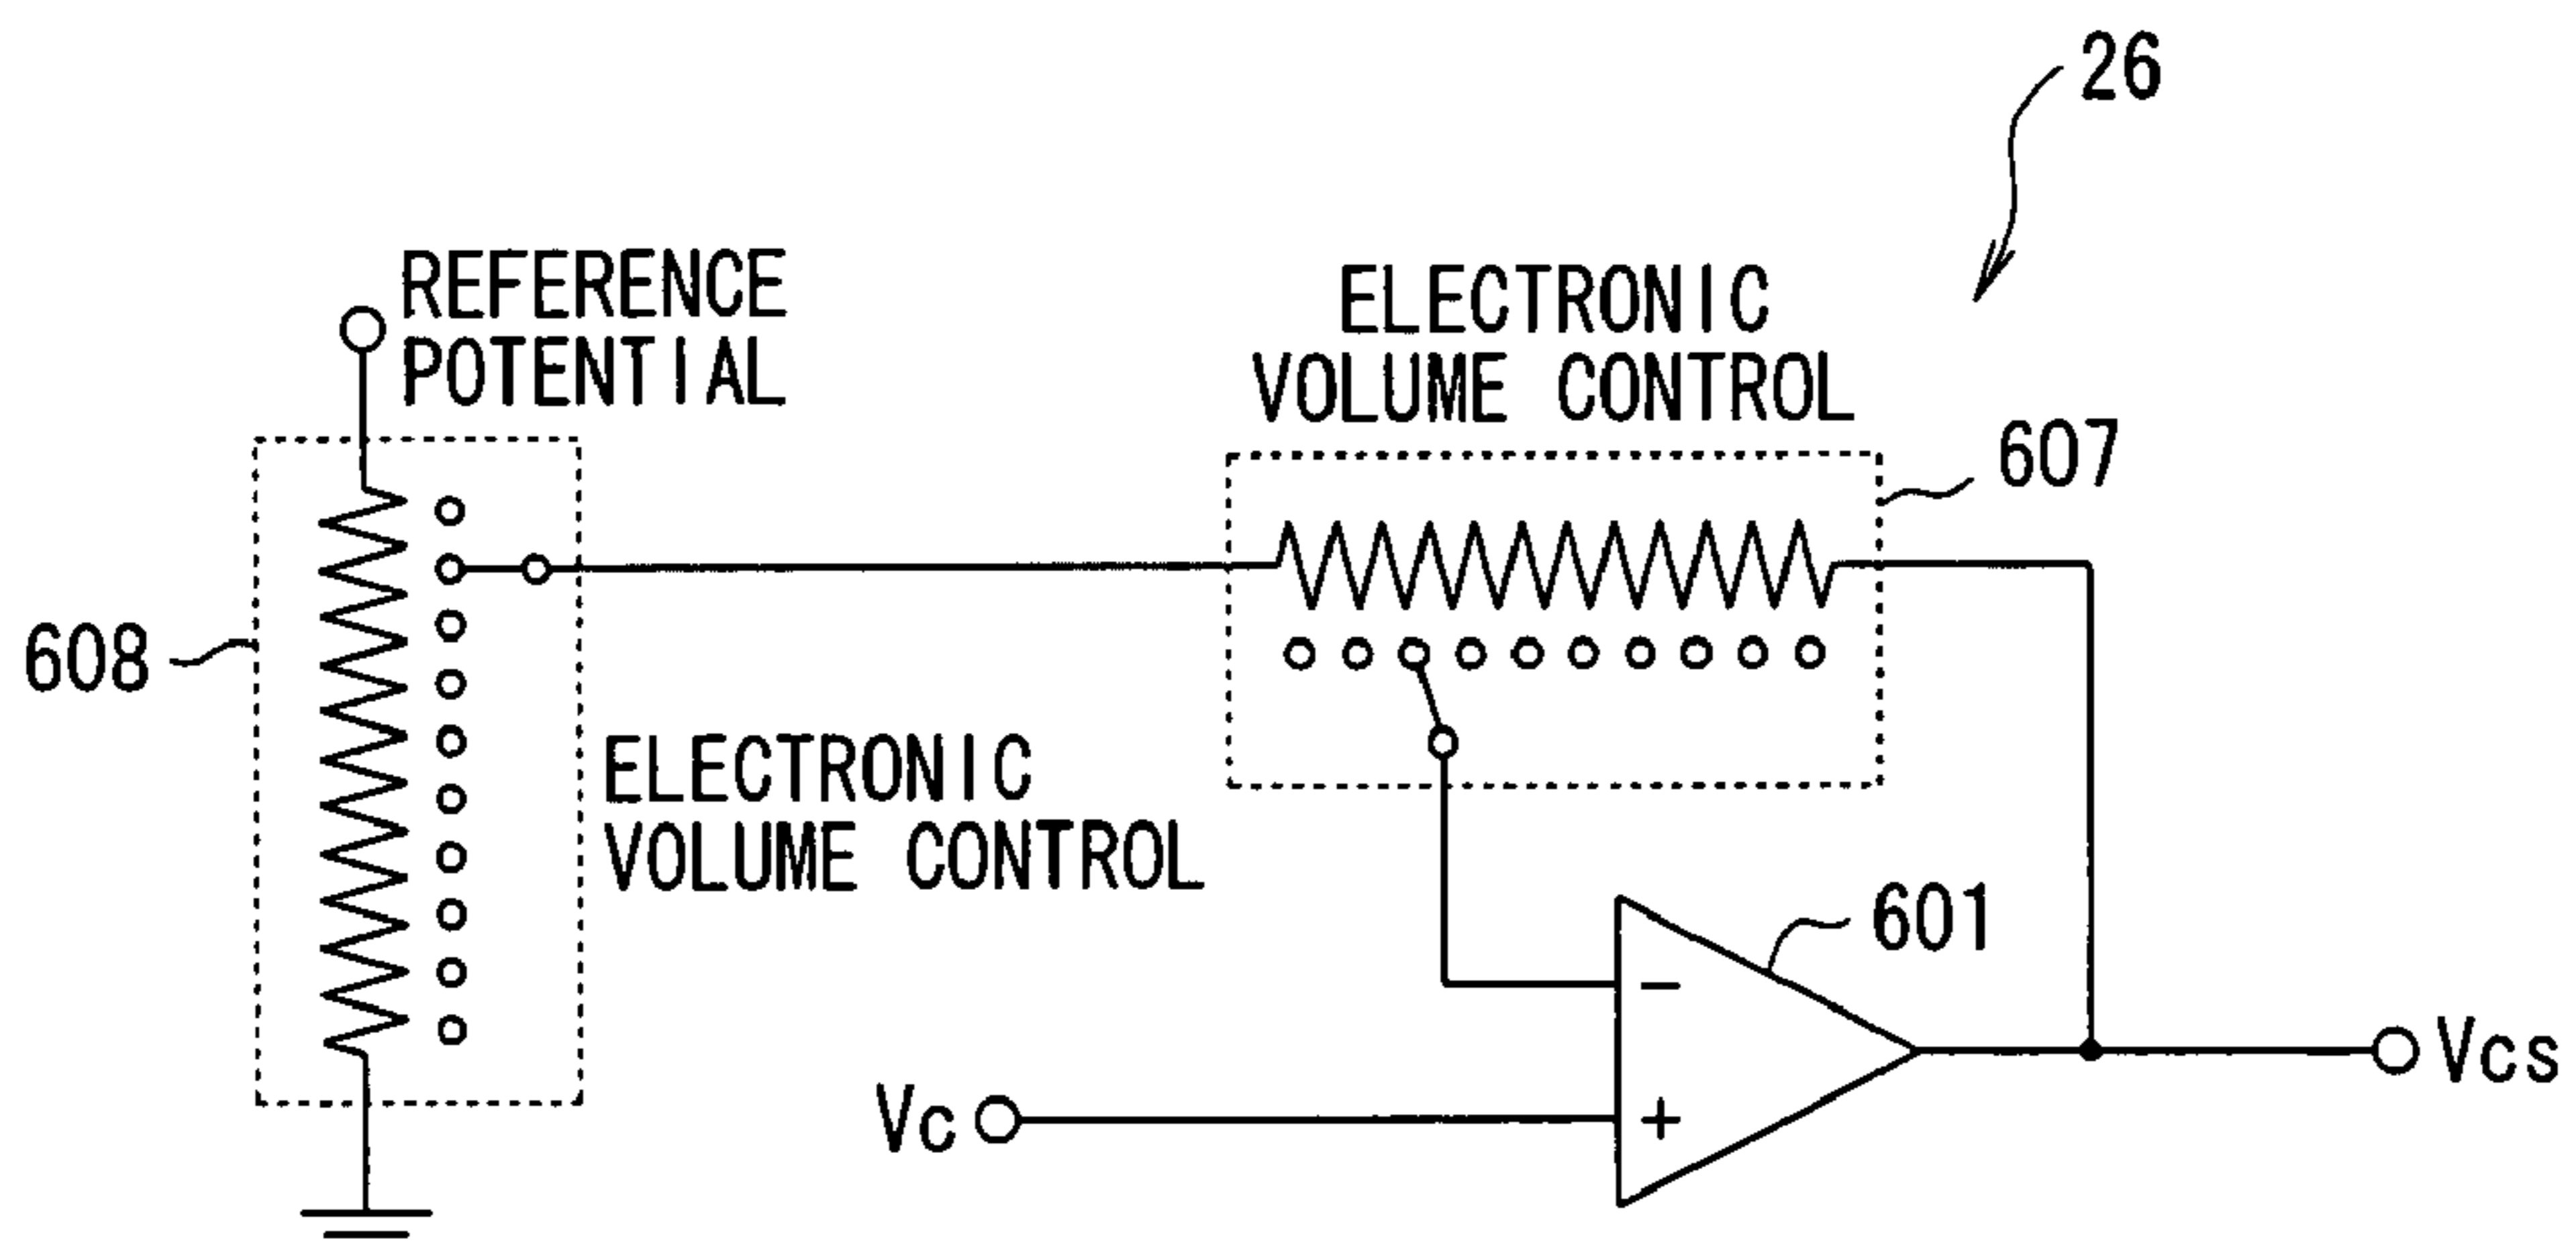 26
REFERENCE
POTENTIAL
ELECTRONIC
VOLUME CONTROL
607
608
ELECTRONIC
VOLUME CONTROL
601
−
+
Vc
Vcs